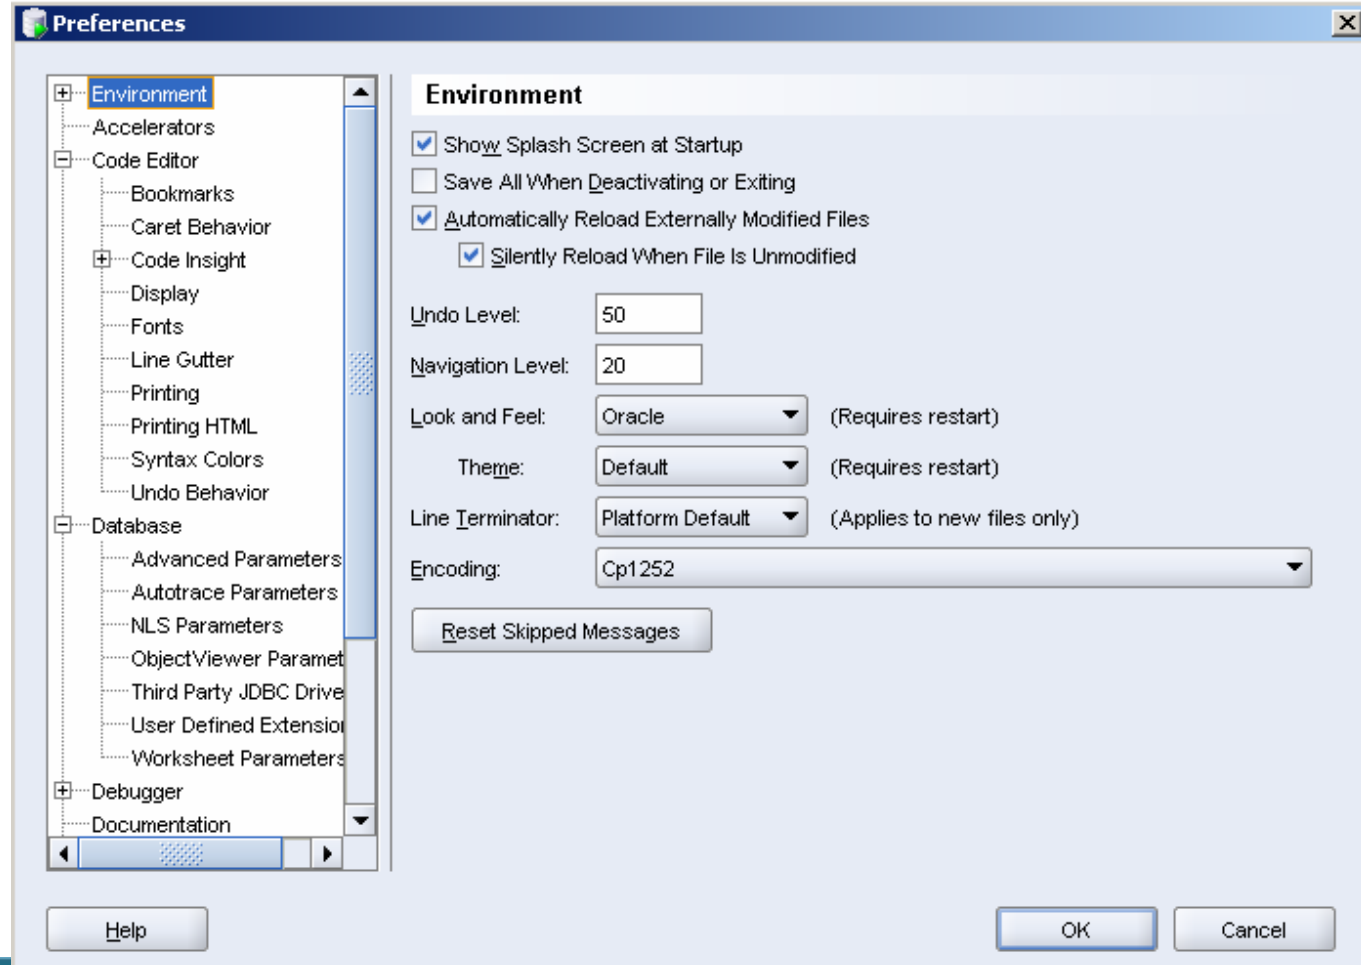 Preferences
Environment
Accelerators
Code Editor
Bookmarks
Caret Behavior
Code Insight
Display
Fonts
Line Gutter
Printing
Printing HTML
Syntax Colors
Undo Behavior
Database
Advanced Parameters
Autotrace Parameters
NLS Parameters
ObjectViewer Paramet
Third Party JDBC Drive
User Defined Extension
Worksheet Parameters
Debugger
Documentation
Environment
Show Splash Screen at Startup
Save All When Deactivating or Exiting
Automatically Reload Externally Modified Files
Silently Reload When File Is Unmodified
Undo Level: 50
Navigation Level: 20
Look and Feel: Oracle (Requires restart)
Theme: Default (Requires restart)
Line Terminator: Platform Default (Applies to new files only)
Encoding: Cp1252
Reset Skipped Messages
Help OK Cancel